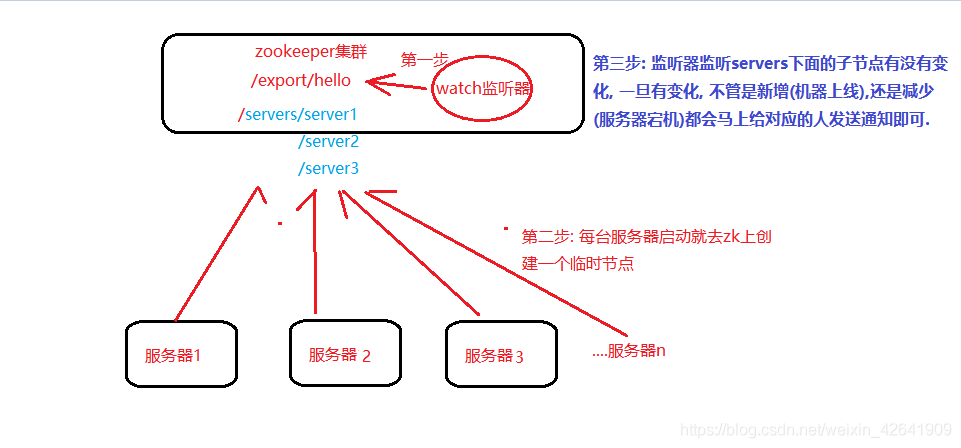 zookeeper集群
第一步
/export/hello
watch监听器
/servers/server1
/server2
/server3
第三步: 监听器监听servers下面的子节点有没有变
化, 一旦有变化, 不管是新增(机器上线),还是减少
(服务器宕机)都会马上给对应的人发送通知即可.
第二步: 每台服务器启动就去zk上创
建一个临时节点
服务器1
服务器 2
服务器 3
....服务器n
https://blog.csdn.net/weixin_42641909